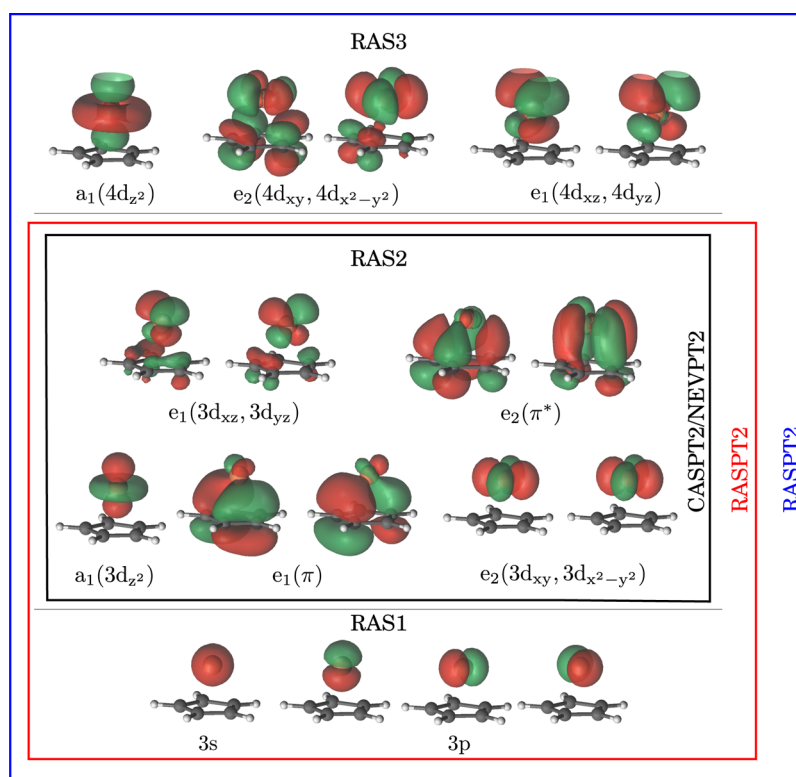 RAS3
a₁(4d_z²) e₂(4d_xy, 4d_x²−y²) e₁(4d_xz, 4d_yz)
RAS2
e₁(3d_xz, 3d_yz) e₂(π*)
a₁(3d_z²) e₁(π) e₂(3d_xy, 3d_x²−y²)
CASPT2/NEVPT2
RASPT2
RASPT2
RAS1
3s 3p